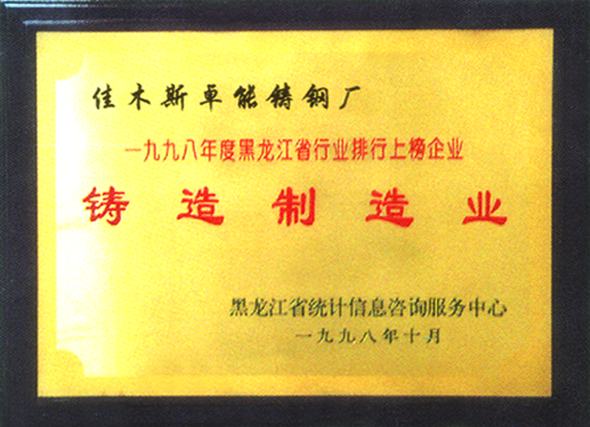 佳木斯卓能铸钢厂
一九九八年度黑龙江省行业排行上榜企业
铸造制造业
黑龙江省统计信息咨询服务中心
一九九八年十月